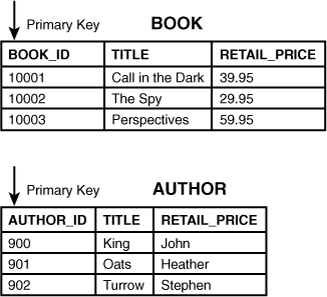 Primary Key BOOK
BOOK_ID TITLE RETAIL_PRICE
10001 Call in the Dark 39.95
10002 The Spy 29.95
10003 Perspectives 59.95
Primary Key AUTHOR
AUTHOR_ID TITLE RETAIL_PRICE
900 King John
901 Oats Heather
902 Turrow Stephen